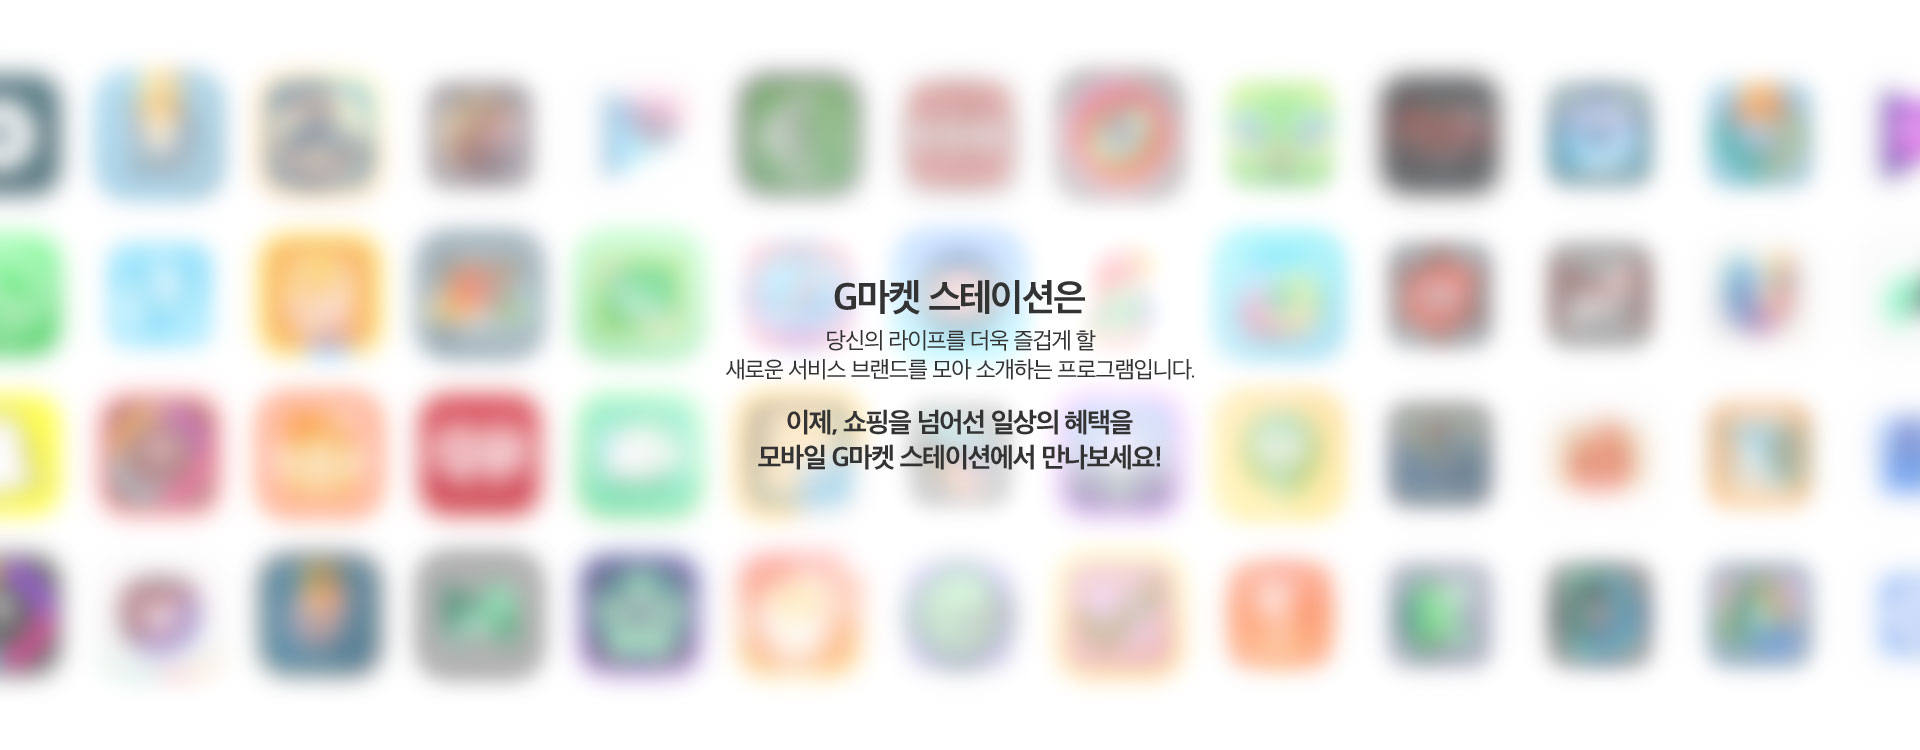 G마켓 스테이션은
당신의 라이프를 더욱 즐겁게 할
새로운 서비스 브랜드를 모아 소개하는 프로그램입니다.
이제, 쇼핑을 넘어선 일상의 혜택을
모바일 G마켓 스테이션에서 만나보세요!